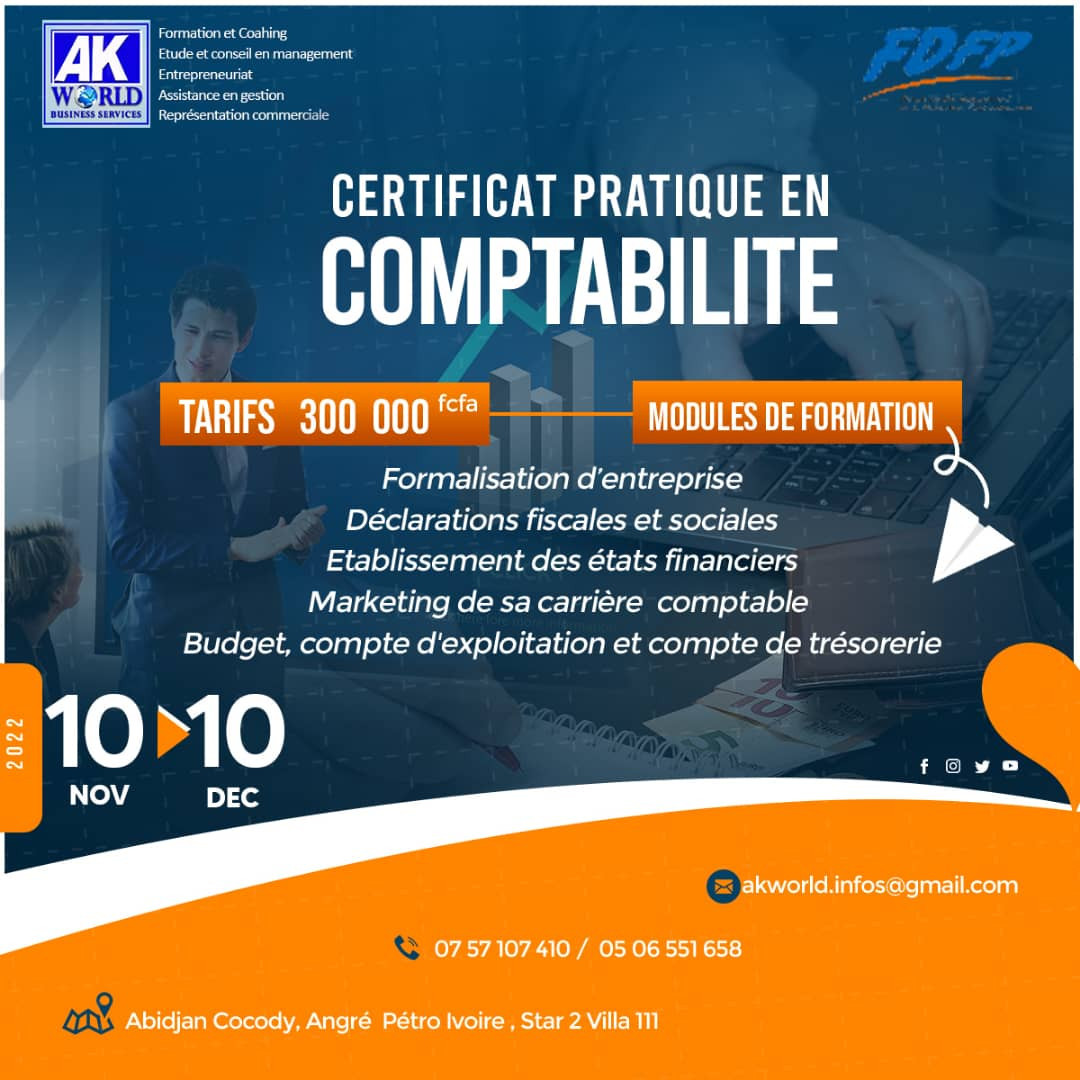 AK
WORLD
BUSINESS SERVICES
Formation et Coahing
Etude et conseil en management
Entrepreneuriat
Assistance en gestion
Représentation commerciale
FDFP
CERTIFICAT PRATIQUE EN
COMPTABILITE
TARIFS 300 000 fcfa
MODULES DE FORMATION
Formalisation d'entreprise
Déclarations fiscales et sociales
Etablissement des états financiers
Marketing de sa carrière comptable
Budget, compte d'exploitation et compte de trésorerie
2022
10 10
NOV DEC
akworld.infos@gmail.com
07 57 107 410 / 05 06 551 658
Abidjan Cocody, Angré Pétro Ivoire , Star 2 Villa 111